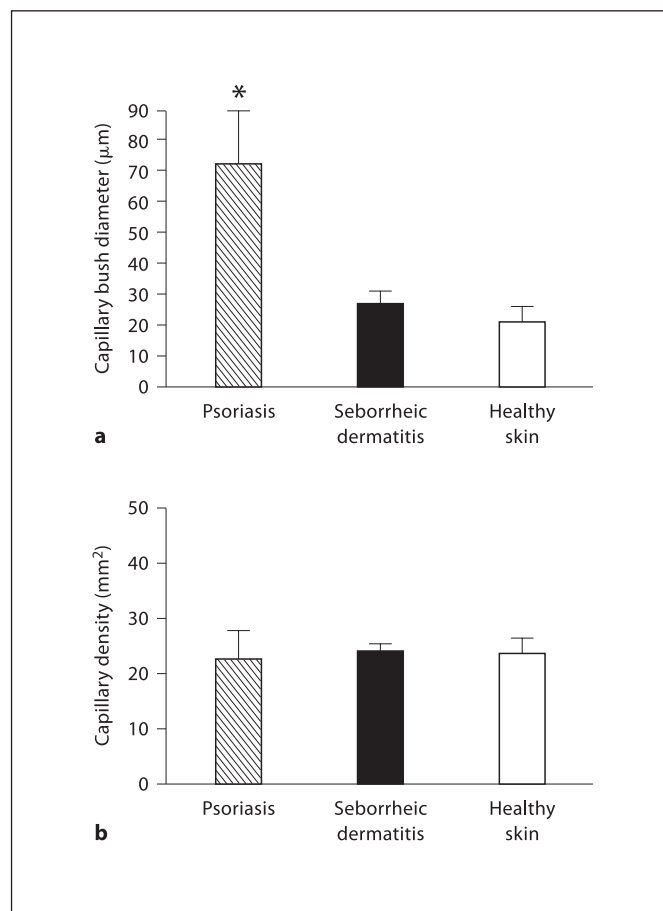 *
Capillary bush diameter (μm)
90
80
70
60
50
40
30
20
10
0
Psoriasis
Seborrheic
dermatitis
Healthy
skin
a
Capillary density (mm²)
50
40
30
20
10
0
Psoriasis
Seborrheic
dermatitis
Healthy
skin
b